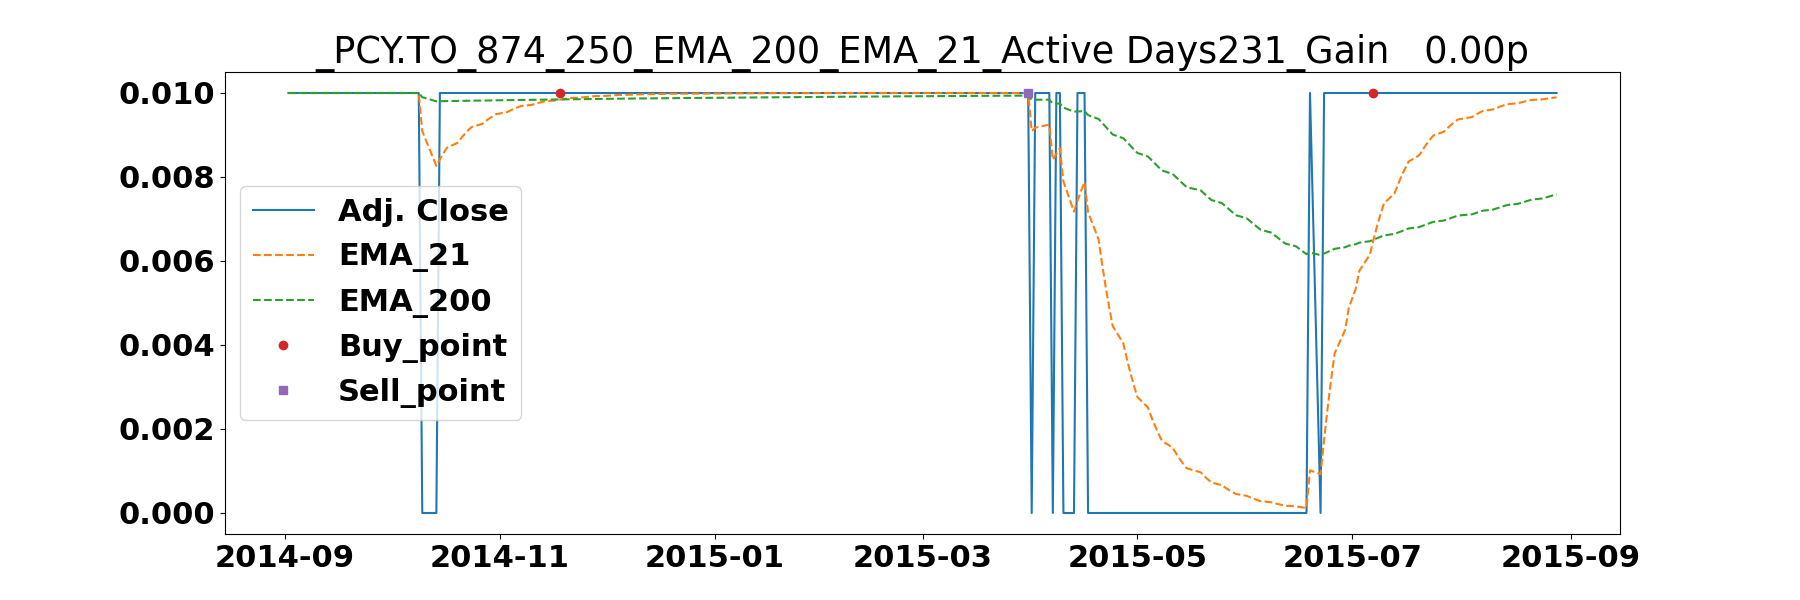 _PCY.TO_874_250_EMA_200_EMA_21_Active Days231_Gain   0.00p
0.010
0.008
0.006
0.004
0.002
0.000
Adj. Close
EMA_21
EMA_200
Buy_point
Sell_point
2014-09 2014-11 2015-01 2015-03 2015-05 2015-07 2015-09